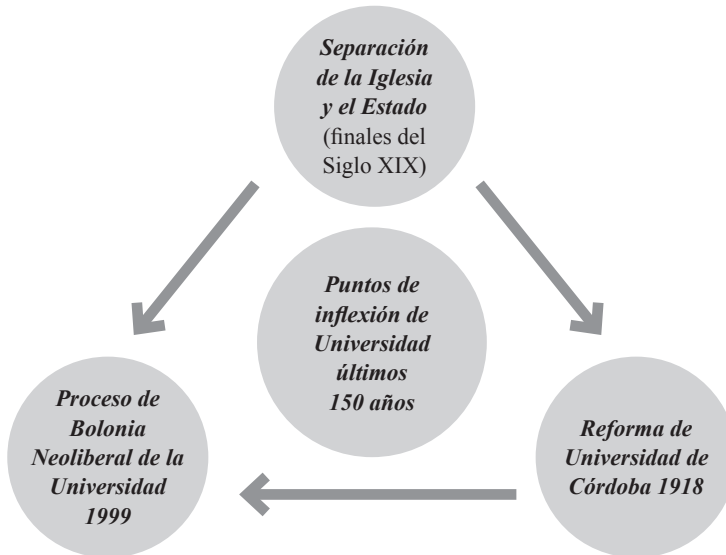 Separación
de la Iglesia
y el Estado
(finales del
Siglo XIX)
Puntos de
inflexión de
Universidad
últimos
150 años
Proceso de
Bolonia
Neoliberal de la
Universidad
1999
Reforma de
Universidad de
Córdoba 1918